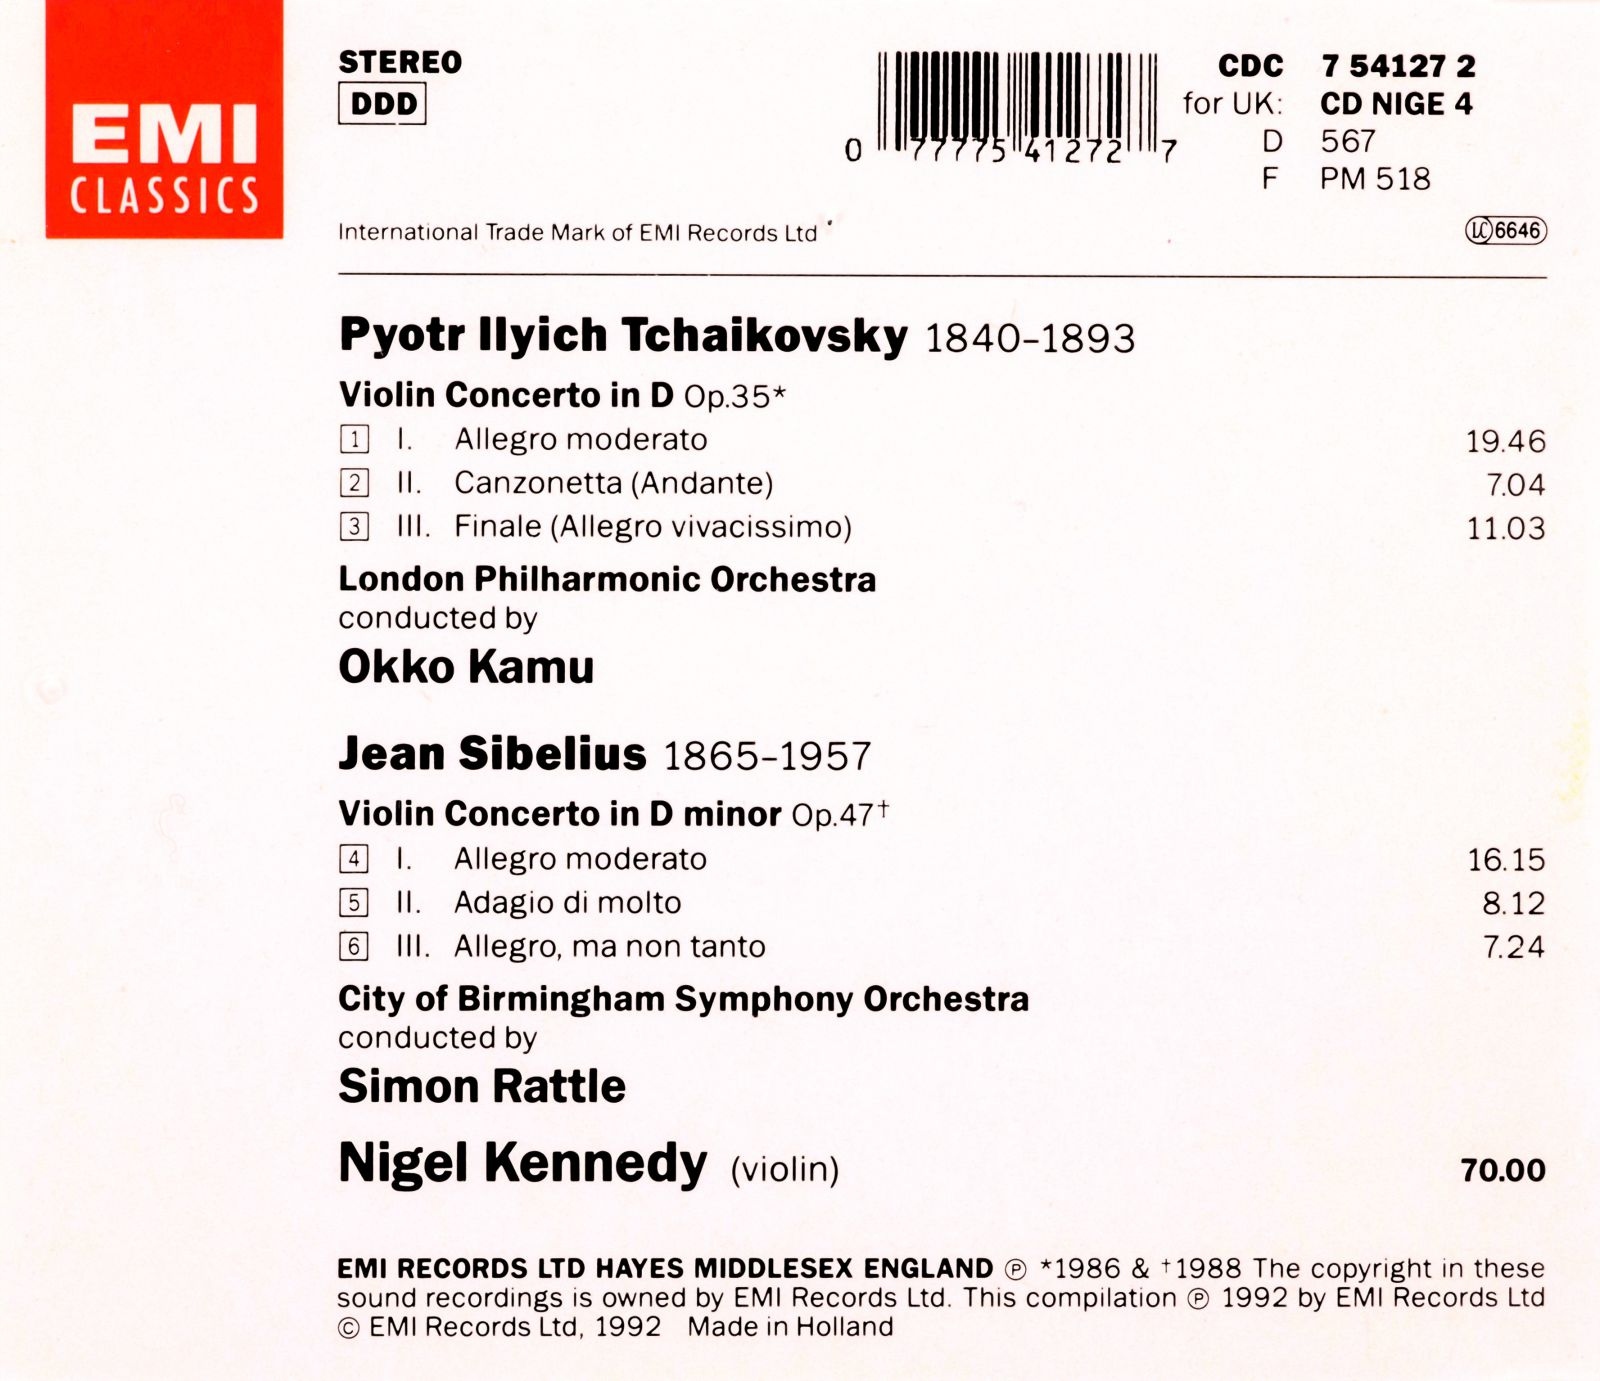 EMI
CLASSICS
STEREO
DDD
0 77775 41272 7
CDC 7 54127 2
for UK: CD NIGE 4
D 567
F PM 518
International Trade Mark of EMI Records Ltd
LC 6646
Pyotr Ilyich Tchaikovsky 1840–1893
Violin Concerto in D Op.35*
1 I. Allegro moderato 19.46
2 II. Canzonetta (Andante) 7.04
3 III. Finale (Allegro vivacissimo) 11.03
London Philharmonic Orchestra
conducted by
Okko Kamu
Jean Sibelius 1865–1957
Violin Concerto in D minor Op.47†
4 I. Allegro moderato 16.15
5 II. Adagio di molto 8.12
6 III. Allegro, ma non tanto 7.24
City of Birmingham Symphony Orchestra
conducted by
Simon Rattle
Nigel Kennedy (violin) 70.00
EMI RECORDS LTD HAYES MIDDLESEX ENGLAND ℗ *1986 & †1988 The copyright in these
sound recordings is owned by EMI Records Ltd. This compilation ℗ 1992 by EMI Records Ltd
© EMI Records Ltd, 1992 Made in Holland